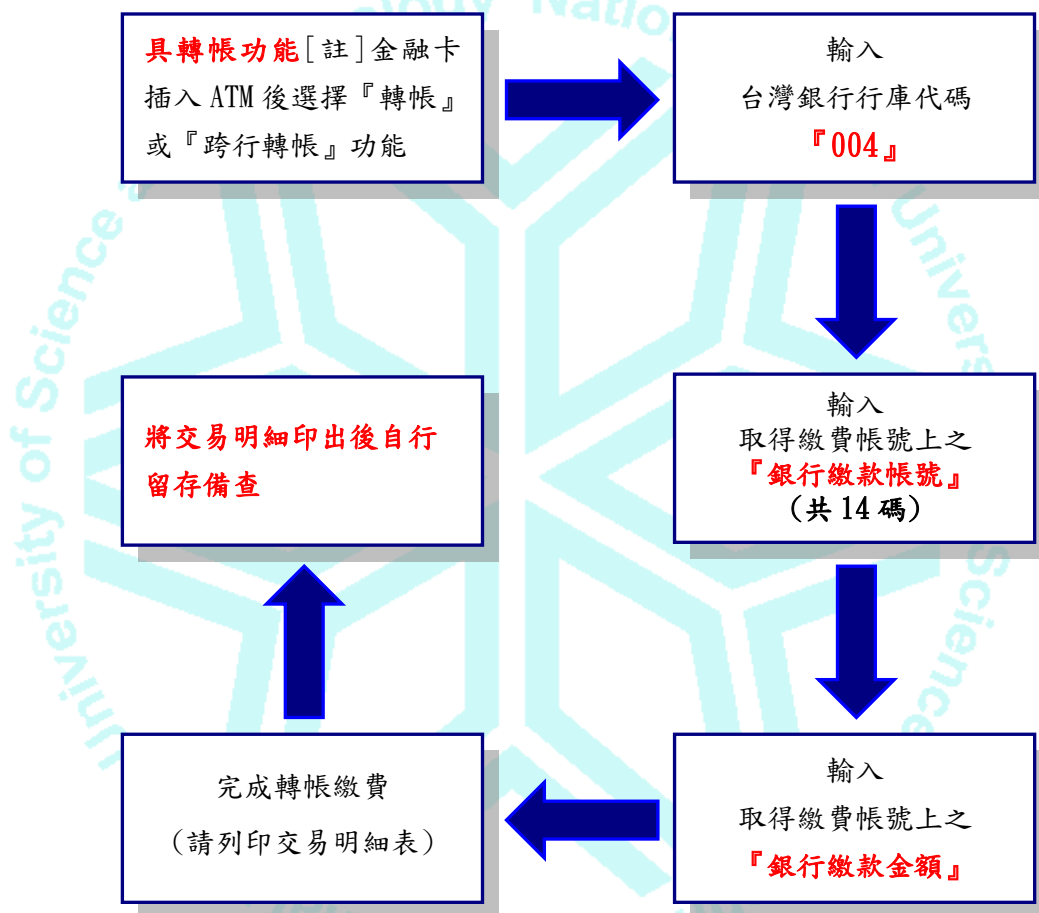 具轉帳功能[註]金融卡
插入 ATM 後選擇『轉帳』
或『跨行轉帳』功能
輸入
台灣銀行行庫代碼
『004』
輸入
取得繳費帳號上之
『銀行繳款帳號』
(共 14 碼)
輸入
取得繳費帳號上之
『銀行繳款金額』
完成轉帳繳費
(請列印交易明細表)
將交易明細印出後自行
留存備查
University of Science